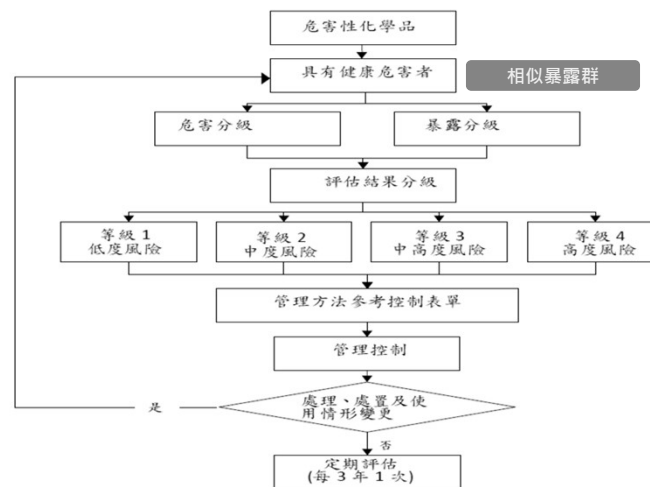 危害性化學品
具有健康危害者
相似暴露群
危害分級
暴露分級
評估結果分級
等級 1
低度風險
等級 2
中度風險
等級 3
中高度風險
等級 4
高度風險
管理方法參考控制表單
管理控制
處理、處置及使
用情形變更
是
否
定期評估
(每 3 年 1 次)